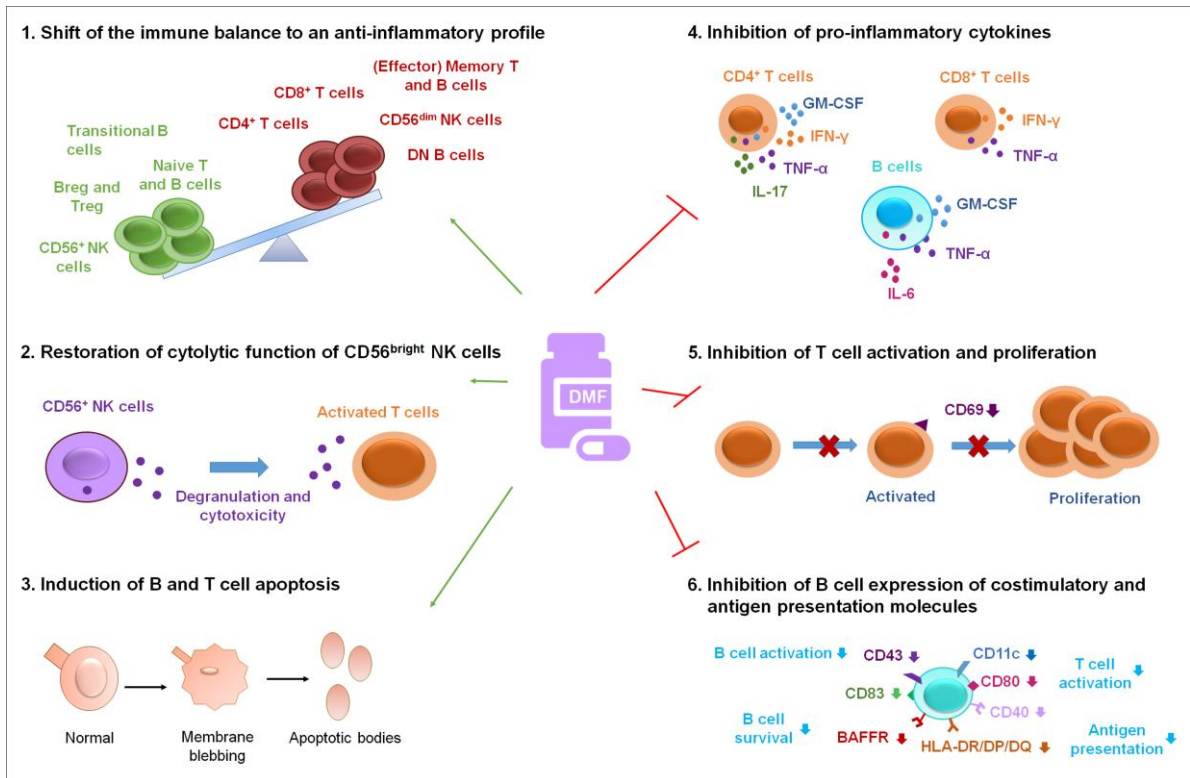 1. Shift of the immune balance to an anti-inflammatory profile
(Effector) Memory T
and B cells
CD8⁺ T cells
CD4⁺ T cells
CD56ᵈⁱᵐ NK cells
DN B cells
Transitional B
cells
Naive T
and B cells
Breg and
Treg
CD56⁺ NK
cells
2. Restoration of cytolytic function of CD56ᵇʳⁱᵍʰᵗ NK cells
CD56⁺ NK cells
Activated T cells
Degranulation and
cytotoxicity
3. Induction of B and T cell apoptosis
Normal
Membrane
blebbing
Apoptotic bodies
DMF
4. Inhibition of pro-inflammatory cytokines
CD4⁺ T cells
GM-CSF
IFN-γ
TNF-α
IL-17
CD8⁺ T cells
IFN-γ
TNF-α
B cells
GM-CSF
TNF-α
IL-6
5. Inhibition of T cell activation and proliferation
CD69
Activated
Proliferation
6. Inhibition of B cell expression of costimulatory and
antigen presentation molecules
B cell activation
CD43
CD11c
T cell
activation
CD83
CD80
CD40
B cell
survival
BAFFR
HLA-DR/DP/DQ
Antigen
presentation